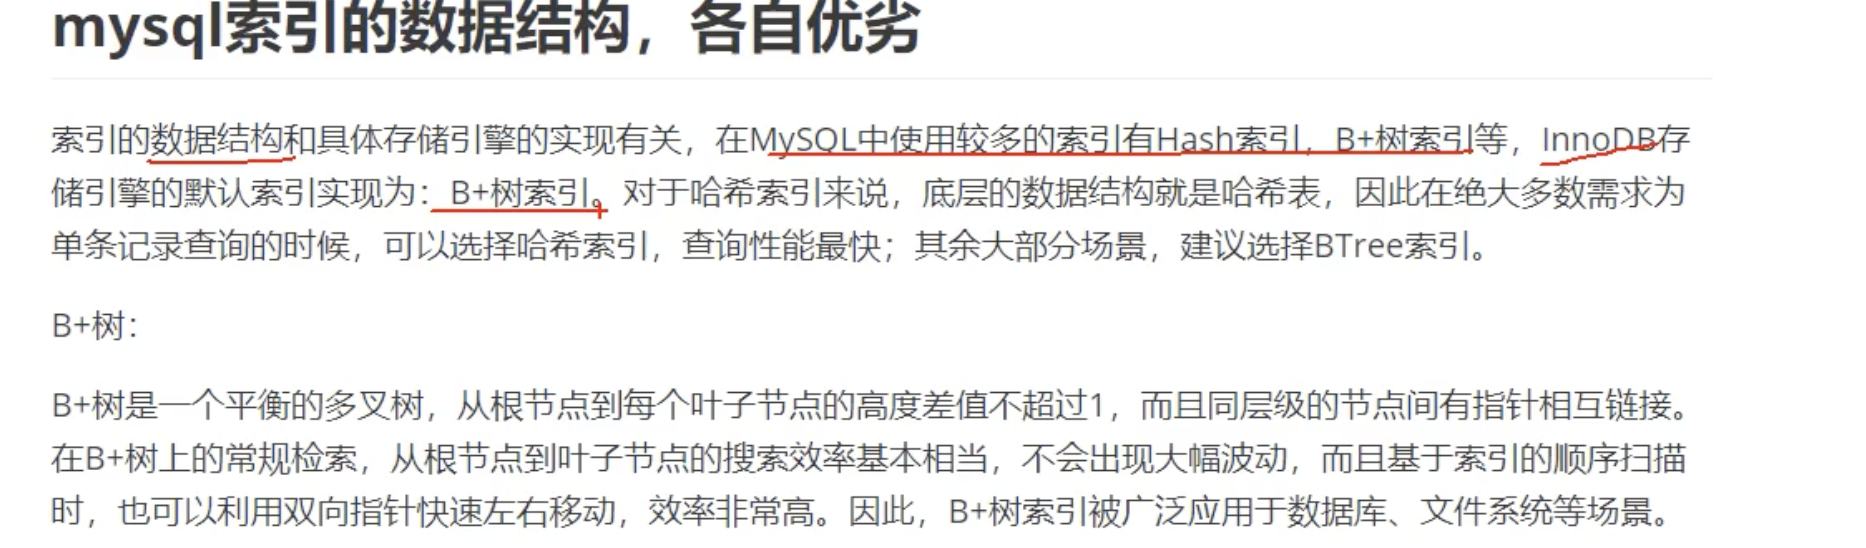 mysql索引的数据结构，各自优劣
索引的数据结构和具体存储引擎的实现有关，在MySQL中使用较多的索引有Hash索引，B+树索引等，InnoDB存
储引擎的默认索引实现为：B+树索引。对于哈希索引来说，底层的数据结构就是哈希表，因此在绝大多数需求为
单条记录查询的时候，可以选择哈希索引，查询性能最快；其余大部分场景，建议选择BTree索引。
B+树：
B+树是一个平衡的多叉树，从根节点到每个叶子节点的高度差值不超过1，而且同层级的节点间有指针相互链接。
在B+树上的常规检索，从根节点到叶子节点的搜索效率基本相当，不会出现大幅波动，而且基于索引的顺序扫描
时，也可以利用双向指针快速左右移动，效率非常高。因此，B+树索引被广泛应用于数据库、文件系统等场景。